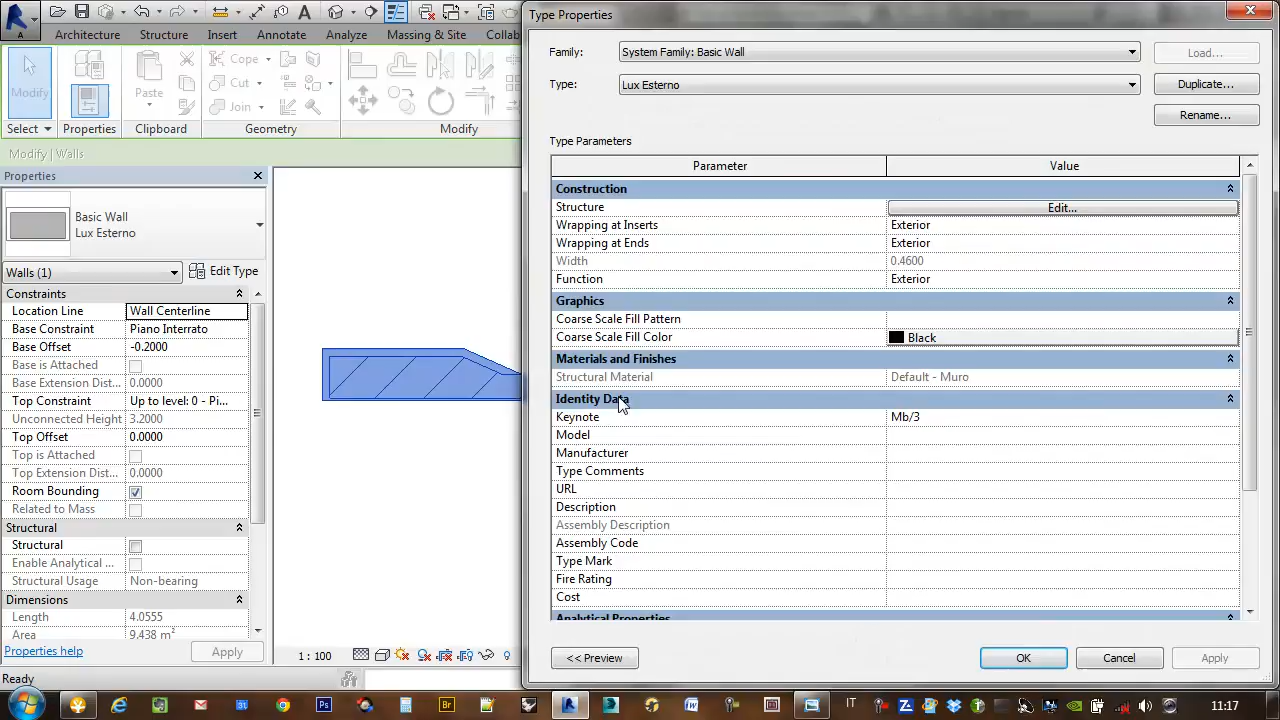 Type Properties
A
Architecture Structure Insert Annotate Analyze Massing & Site Collab
Family: System Family: Basic Wall Load...
Type: Lux Esterno Duplicate...
Rename...
Modify Paste Cope Cut Join
Select Properties Clipboard Geometry Modify
Type Parameters
Modify | Walls
Parameter Value
Properties
Basic Wall
Lux Esterno
Walls (1) Edit Type
Constraints
Location Line Wall Centerline
Base Constraint Piano Interrato
Base Offset -0.2000
Base is Attached
Base Extension Dist... 0.0000
Top Constraint Up to level: 0 - Pi...
Unconnected Height 3.2000
Top Offset 0.0000
Top is Attached
Top Extension Dist... 0.0000
Room Bounding
Related to Mass
Structural
Structural
Enable Analytical ...
Structural Usage Non-bearing
Dimensions
Length 4.0555
Area 9.438 m²
Properties help Apply
Construction
Structure Edit...
Wrapping at Inserts Exterior
Wrapping at Ends Exterior
Width 0.4600
Function Exterior
Graphics
Coarse Scale Fill Pattern
Coarse Scale Fill Color Black
Materials and Finishes
Structural Material Default - Muro
Identity Data
Keynote Mb/3
Model
Manufacturer
Type Comments
URL
Description
Assembly Description
Assembly Code
Type Mark
Fire Rating
Cost
Analytical Properties
1 : 100
<< Preview OK Cancel Apply
Ready
Ps Br IT 11:17